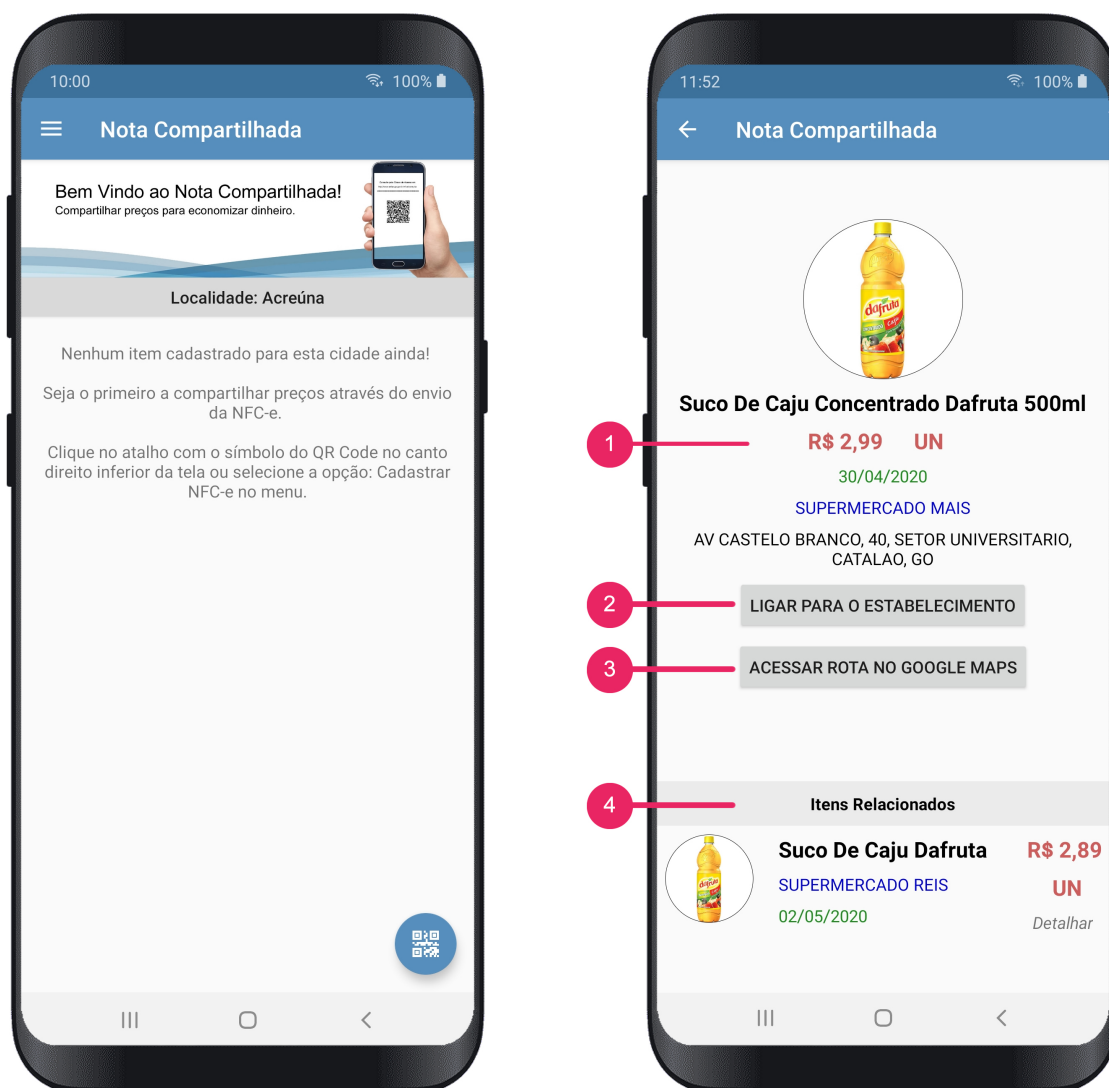 10:00
100%
Nota Compartilhada
Bem Vindo ao Nota Compartilhada!
Compartilhar preços para economizar dinheiro.
Localidade: Acreúna
Nenhum item cadastrado para esta cidade ainda!
Seja o primeiro a compartilhar preços através do envio
da NFC-e.
Clique no atalho com o símbolo do QR Code no canto
direito inferior da tela ou selecione a opção: Cadastrar
NFC-e no menu.
11:52
100%
Nota Compartilhada
dafruta
Caju
Suco De Caju Concentrado Dafruta 500ml
1
R$ 2,99 UN
30/04/2020
SUPERMERCADO MAIS
AV CASTELO BRANCO, 40, SETOR UNIVERSITARIO,
CATALAO, GO
2
LIGAR PARA O ESTABELECIMENTO
3
ACESSAR ROTA NO GOOGLE MAPS
4
Itens Relacionados
dafruta
Suco De Caju Dafruta
R$ 2,89
SUPERMERCADO REIS
UN
02/05/2020
Detalhar